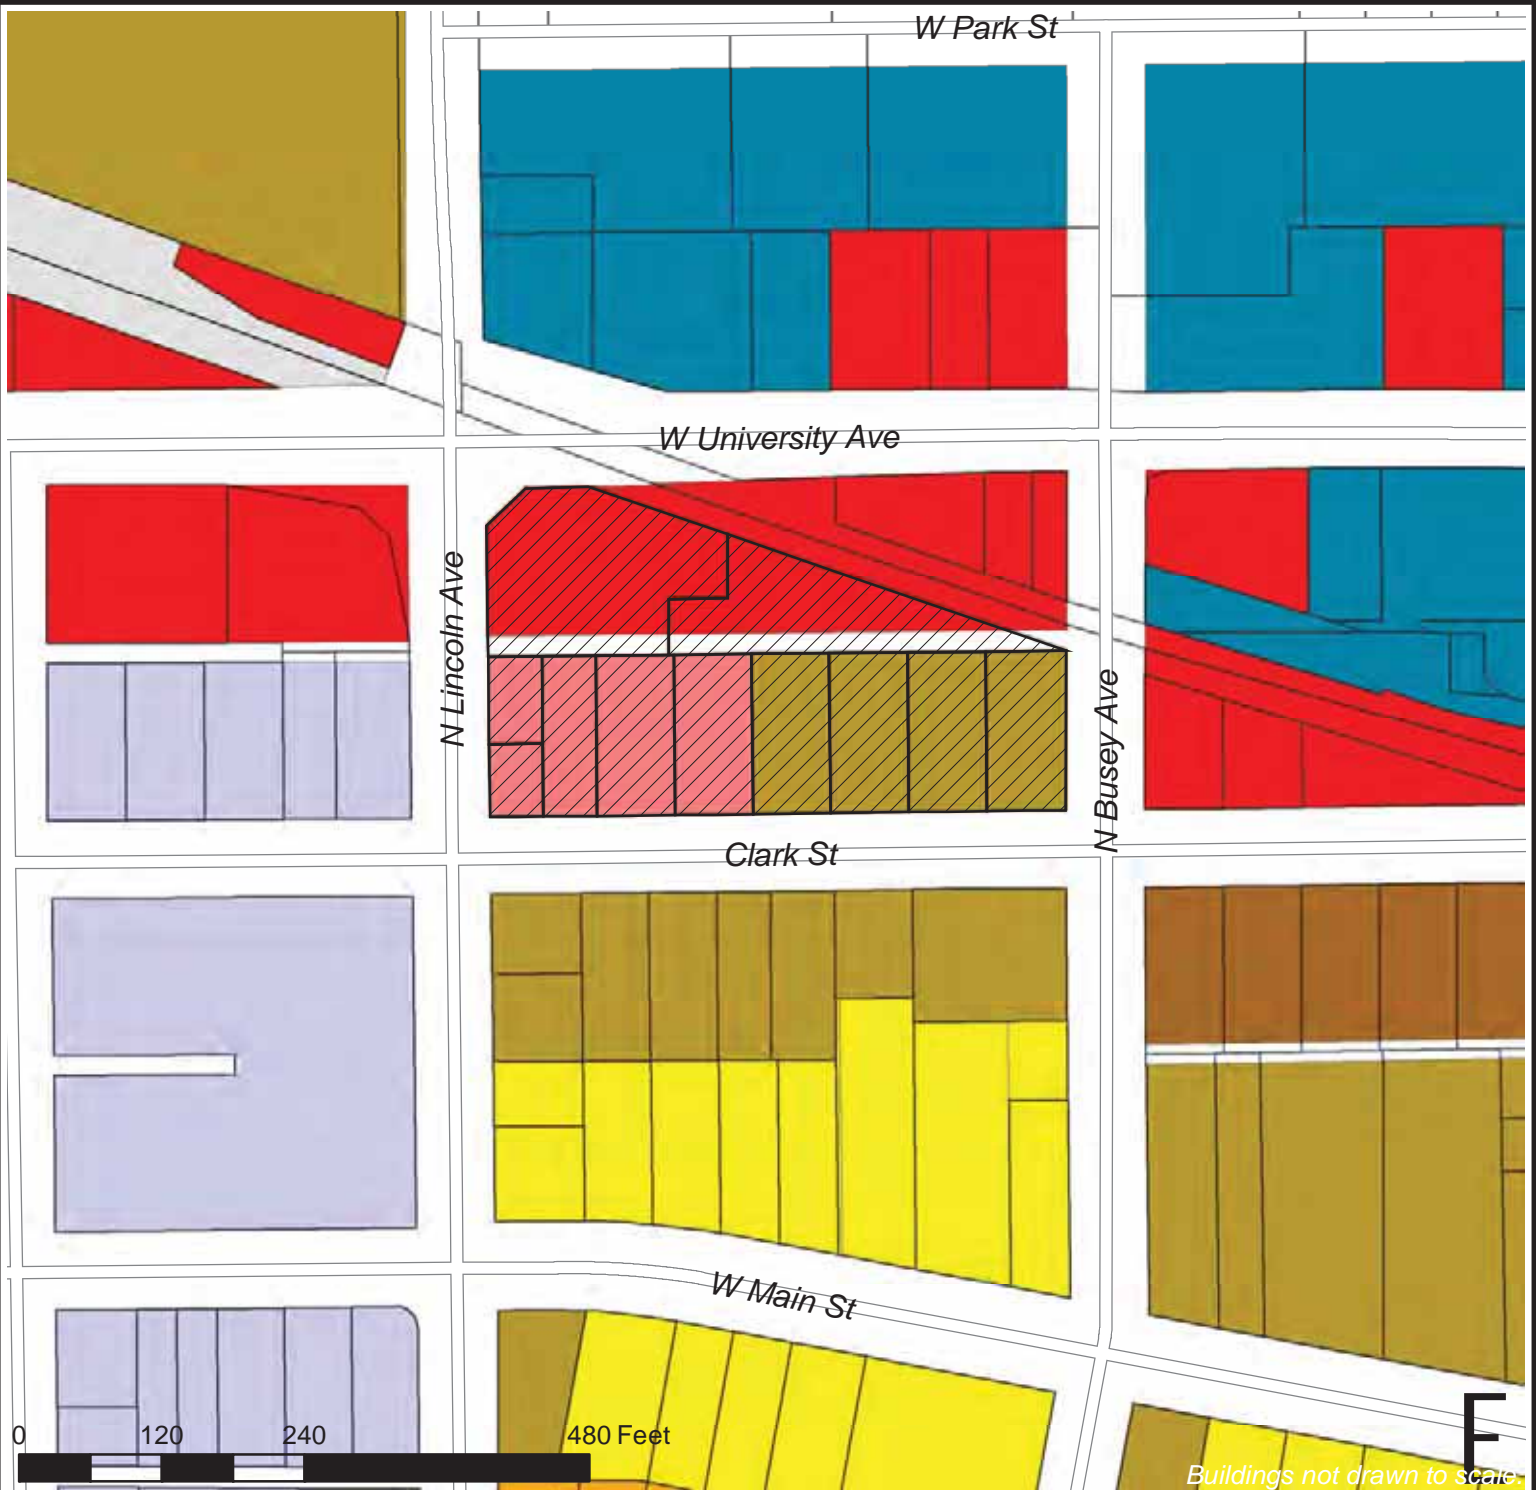 W Park St
W University Ave
N Lincoln Ave
N Busey Ave
Clark St
W Main St
0 120 240 480 Feet
F
Buildings not drawn to scale.